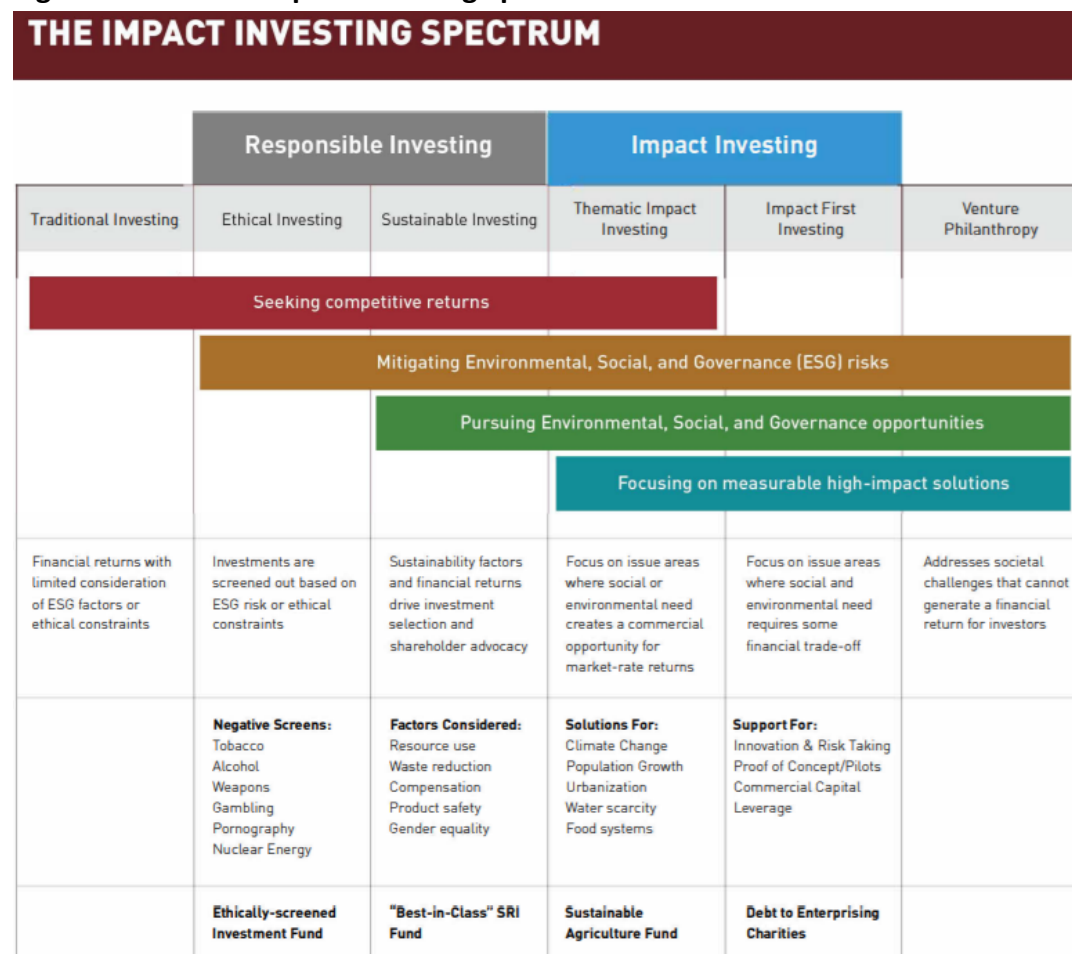 THE IMPACT INVESTING SPECTRUM
Responsible Investing
Impact Investing
Traditional Investing
Ethical Investing
Sustainable Investing
Thematic Impact
Investing
Impact First
Investing
Venture
Philanthropy
Seeking competitive returns
Mitigating Environmental, Social, and Governance (ESG) risks
Pursuing Environmental, Social, and Governance opportunities
Focusing on measurable high-impact solutions
Financial returns with
limited consideration
of ESG factors or
ethical constraints
Investments are
screened out based on
ESG risk or ethical
constraints
Sustainability factors
and financial returns
drive investment
selection and
shareholder advocacy
Focus on issue areas
where social or
environmental need
creates a commercial
opportunity for
market-rate returns
Focus on issue areas
where social and
environmental need
requires some
financial trade-off
Addresses societal
challenges that cannot
generate a financial
return for investors
Negative Screens:
Tobacco
Alcohol
Weapons
Gambling
Pornography
Nuclear Energy
Factors Considered:
Resource use
Waste reduction
Compensation
Product safety
Gender equality
Solutions For:
Climate Change
Population Growth
Urbanization
Water scarcity
Food systems
Support For:
Innovation & Risk Taking
Proof of Concept/Pilots
Commercial Capital
Leverage
Ethically-screened
Investment Fund
"Best-in-Class" SRI
Fund
Sustainable
Agriculture Fund
Debt to Enterprising
Charities